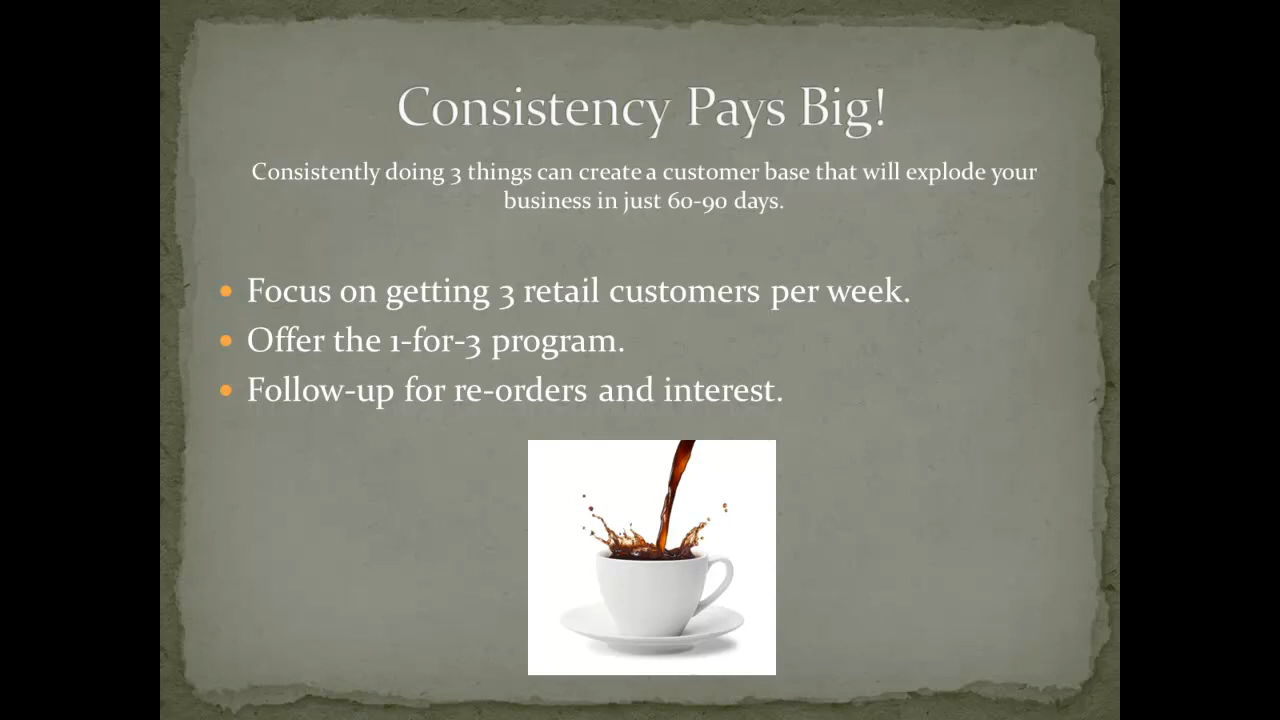 Consistency Pays Big!
Consistently doing 3 things can create a customer base that will explode your
business in just 60-90 days.
Focus on getting 3 retail customers per week.
Offer the 1-for-3 program.
Follow-up for re-orders and interest.